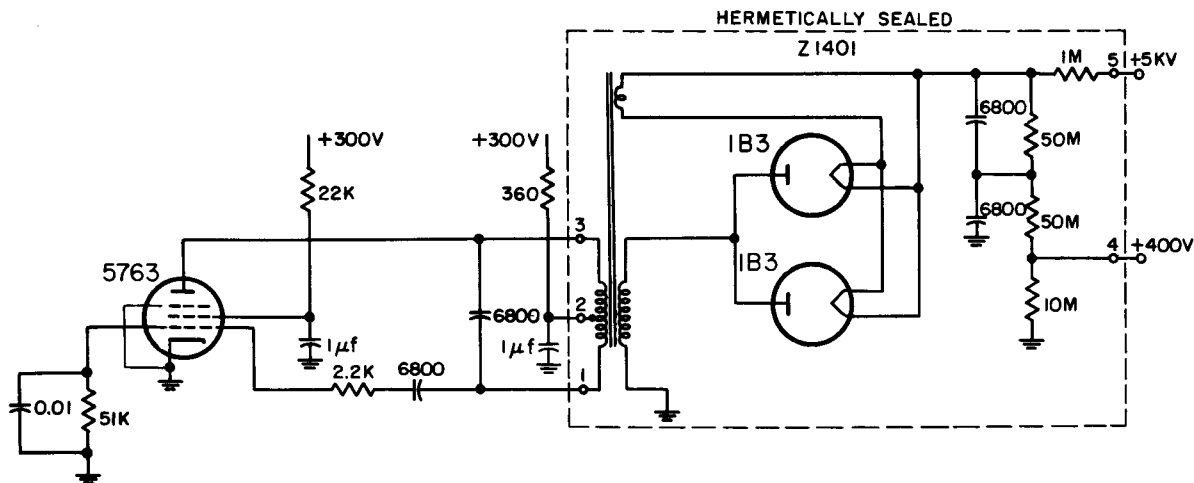 HERMETICALLY SEALED
Z1401
1M
5
+5KV
6800
50M
+300V
+300V
1B3
22K
360
3
6800
50M
5763
1B3
4
+400V
6800
2
10M
1µf
1µf
2.2K
6800
1
0.01
51K